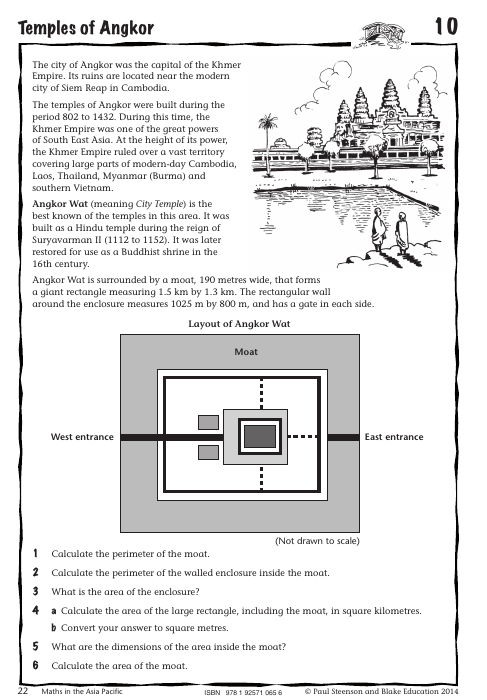 Temples of Angkor
10
The city of Angkor was the capital of the Khmer
Empire. Its ruins are located near the modern
city of Siem Reap in Cambodia.
The temples of Angkor were built during the
period 802 to 1432. During this time, the
Khmer Empire was one of the great powers
of South East Asia. At the height of its power,
the Khmer Empire ruled over a vast territory
covering large parts of modern-day Cambodia,
Laos, Thailand, Myanmar (Burma) and
southern Vietnam.
Angkor Wat (meaning City Temple) is the
best known of the temples in this area. It was
built as a Hindu temple during the reign of
Suryavarman II (1112 to 1152). It was later
restored for use as a Buddhist shrine in the
16th century.
Angkor Wat is surrounded by a moat, 190 metres wide, that forms
a giant rectangle measuring 1.5 km by 1.3 km. The rectangular wall
around the enclosure measures 1025 m by 800 m, and has a gate in each side.
Layout of Angkor Wat
Moat
West entrance
East entrance
(Not drawn to scale)
1 Calculate the perimeter of the moat.
2 Calculate the perimeter of the walled enclosure inside the moat.
3 What is the area of the enclosure?
4 a Calculate the area of the large rectangle, including the moat, in square kilometres.
b Convert your answer to square metres.
5 What are the dimensions of the area inside the moat?
6 Calculate the area of the moat.
22 Maths in the Asia Pacific ISBN 978 1 92571 065 6 © Paul Steenson and Blake Education 2014